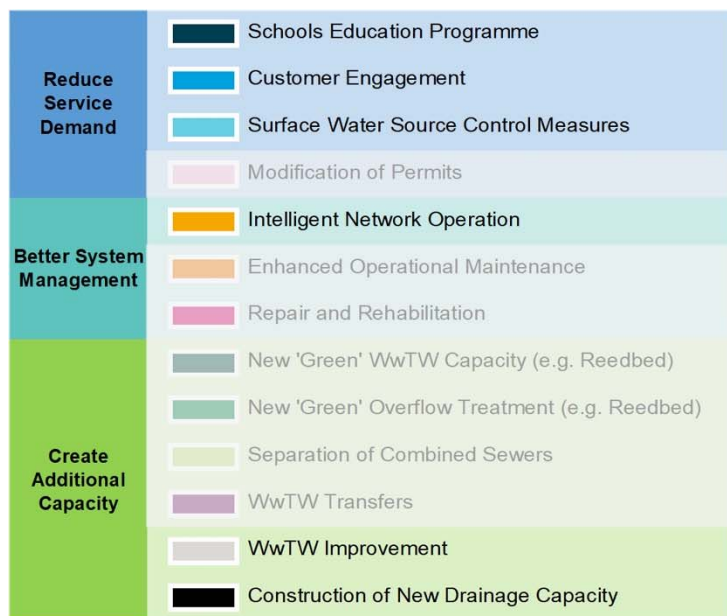 Reduce
Service
Demand
Schools Education Programme
Customer Engagement
Surface Water Source Control Measures
Modification of Permits
Better System
Management
Intelligent Network Operation
Enhanced Operational Maintenance
Repair and Rehabilitation
Create
Additional
Capacity
New 'Green' WwTW Capacity (e.g. Reedbed)
New 'Green' Overflow Treatment (e.g. Reedbed)
Separation of Combined Sewers
WwTW Transfers
WwTW Improvement
Construction of New Drainage Capacity